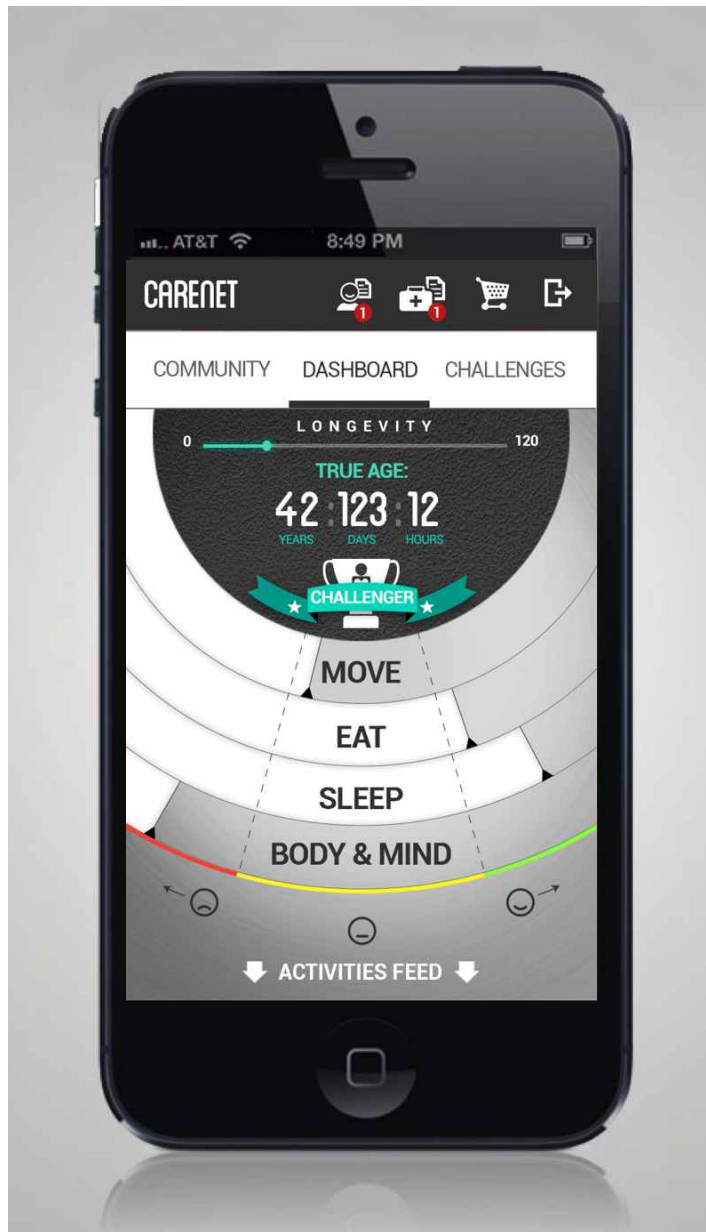 AT&T 8:49 PM
CARENET
1 1
COMMUNITY DASHBOARD CHALLENGES
LONGEVITY
0 120
TRUE AGE:
42 : 123 : 12
YEARS DAYS HOURS
CHALLENGER
MOVE
EAT
SLEEP
BODY & MIND
ACTIVITIES FEED